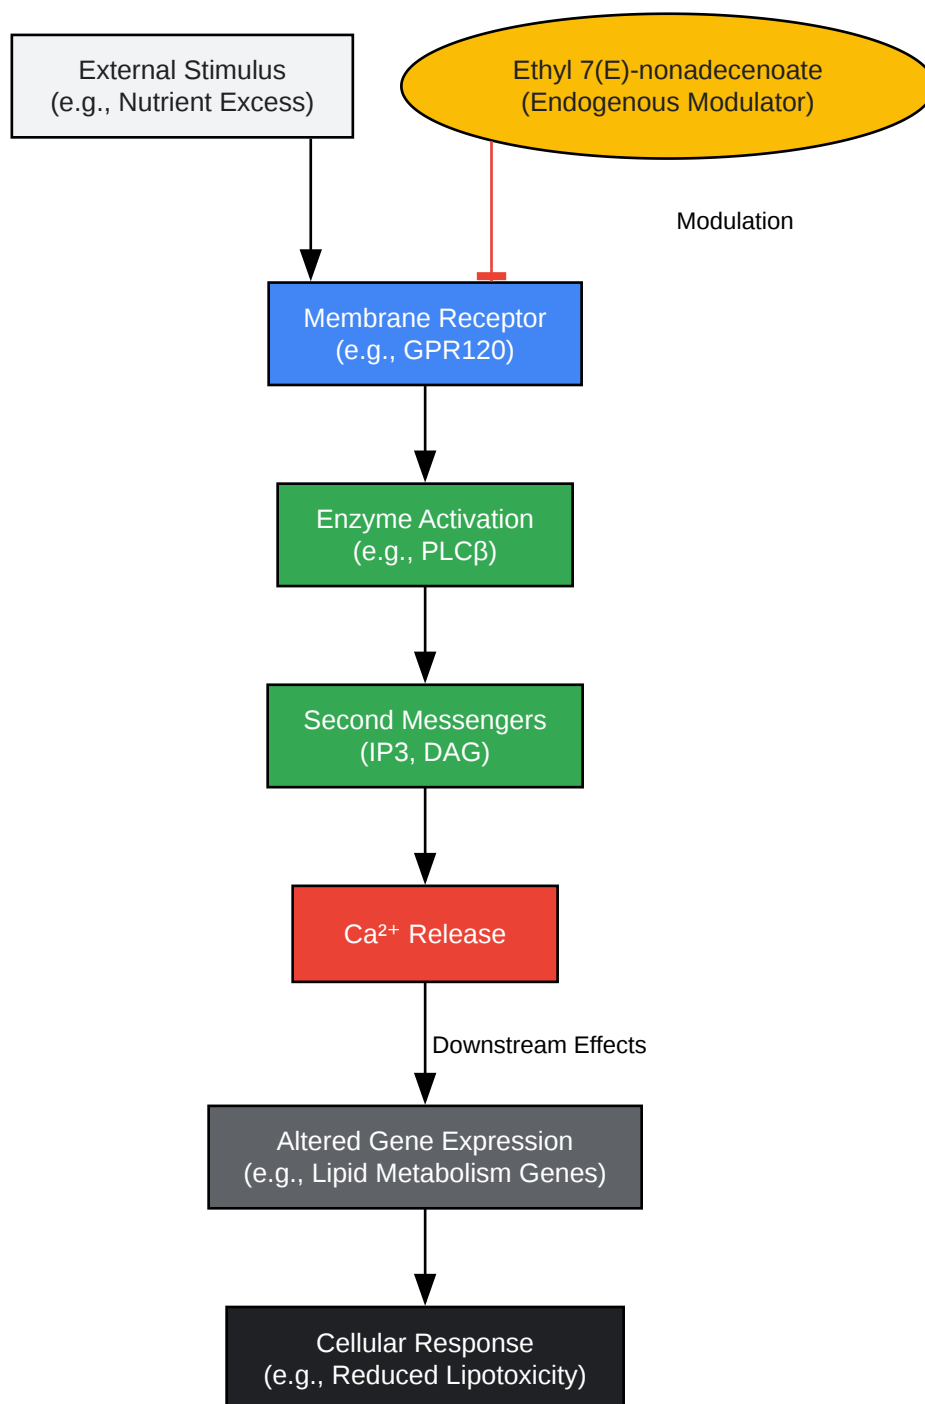 External Stimulus
(e.g., Nutrient Excess)
Ethyl 7(E)-nonadecenoate
(Endogenous Modulator)
Modulation
Membrane Receptor
(e.g., GPR120)
Enzyme Activation
(e.g., PLCβ)
Second Messengers
(IP3, DAG)
Ca²⁺ Release
Downstream Effects
Altered Gene Expression
(e.g., Lipid Metabolism Genes)
Cellular Response
(e.g., Reduced Lipotoxicity)